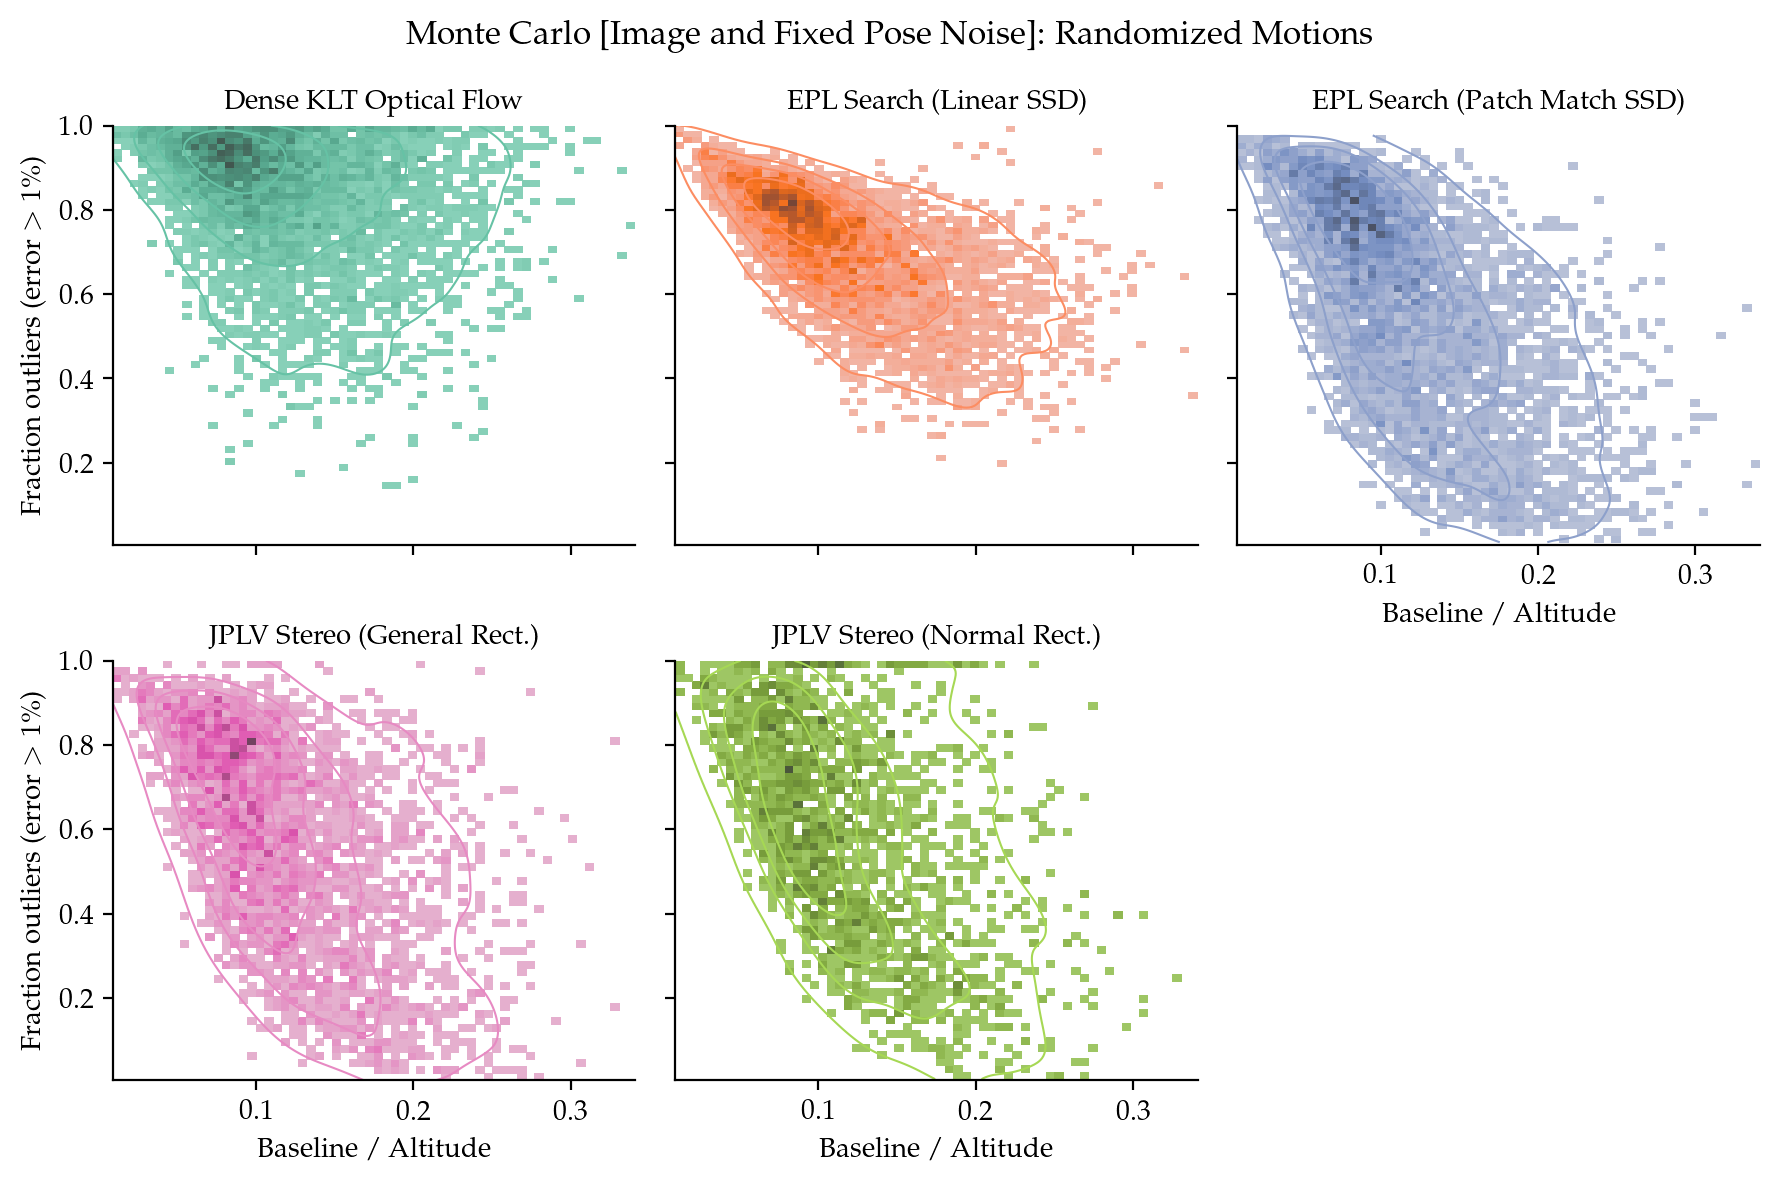 Monte Carlo [Image and Fixed Pose Noise]: Randomized Motions
Dense KLT Optical Flow
EPL Search (Linear SSD)
EPL Search (Patch Match SSD)
Fraction outliers (error > 1%)
1.0
0.8
0.6
0.4
0.2
0.1 0.2 0.3
Baseline / Altitude
JPLV Stereo (General Rect.)
JPLV Stereo (Normal Rect.)
Fraction outliers (error > 1%)
1.0
0.8
0.6
0.4
0.2
0.1 0.2 0.3
Baseline / Altitude
0.1 0.2 0.3
Baseline / Altitude